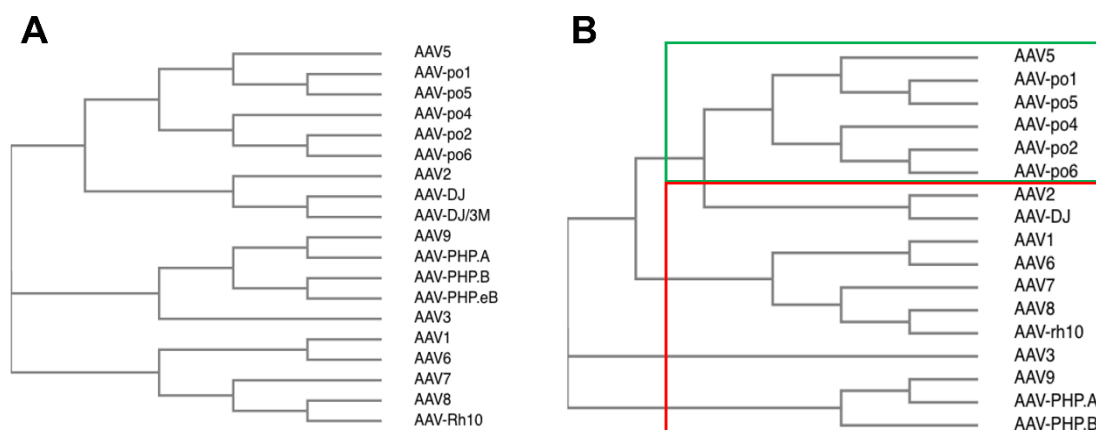 A
AAV5
AAV-po1
AAV-po5
AAV-po4
AAV-po2
AAV-po6
AAV2
AAV-DJ
AAV-DJ/3M
AAV9
AAV-PHP.A
AAV-PHP.B
AAV-PHP.eB
AAV3
AAV1
AAV6
AAV7
AAV8
AAV-Rh10
B
AAV5
AAV-po1
AAV-po5
AAV-po4
AAV-po2
AAV-po6
AAV2
AAV-DJ
AAV1
AAV6
AAV7
AAV8
AAV-rh10
AAV3
AAV9
AAV-PHP.A
AAV-PHP.B